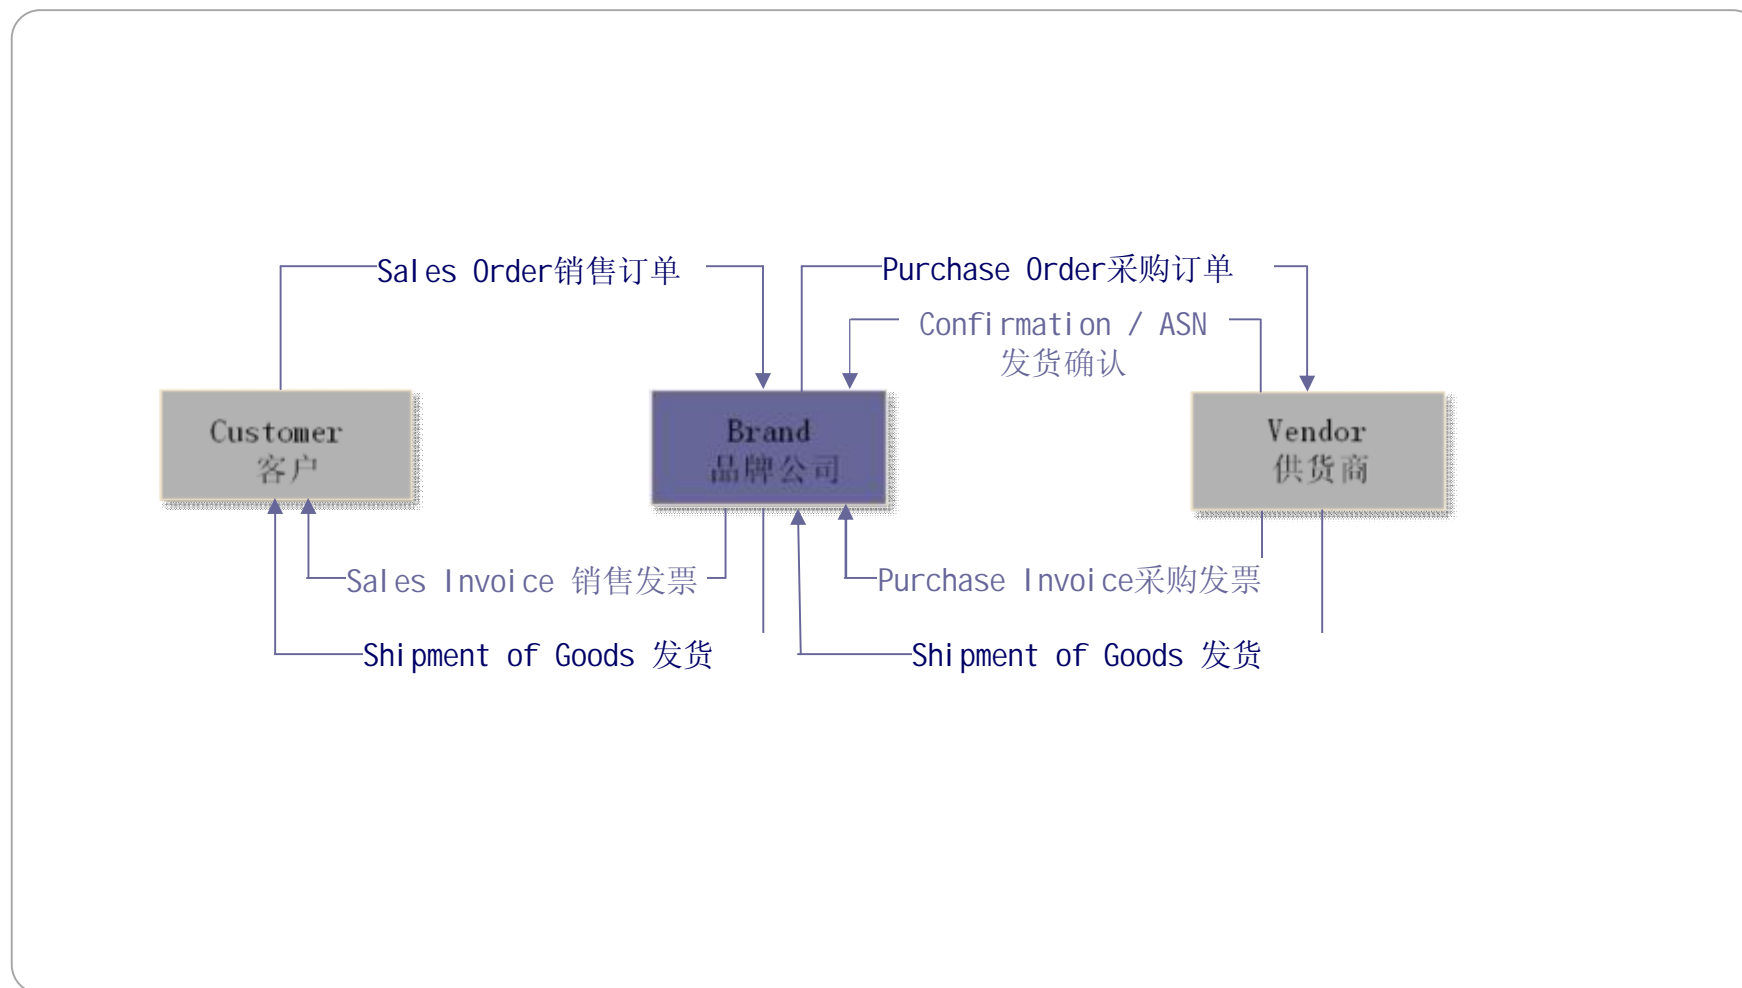 Sales Order销售订单
Purchase Order采购订单
Confirmation / ASN
发货确认
Customer
客户
Brand
品牌公司
Vendor
供货商
Sales Invoice 销售发票
Purchase Invoice采购发票
Shipment of Goods 发货
Shipment of Goods 发货